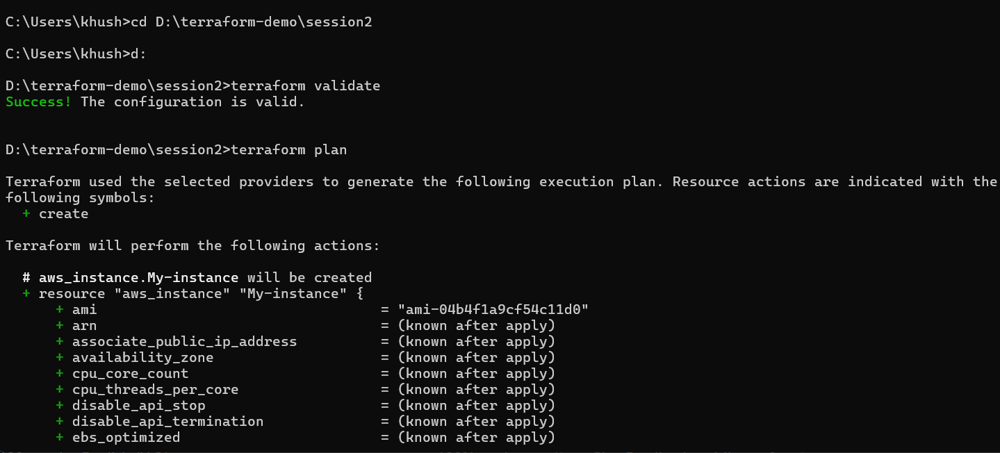 C:\Users\khush>cd D:\terraform-demo\session2
C:\Users\khush>d:
D:\terraform-demo\session2>terraform validate
Success! The configuration is valid.
D:\terraform-demo\session2>terraform plan
Terraform used the selected providers to generate the following execution plan. Resource actions are indicated with the
following symbols:
  + create
Terraform will perform the following actions:
  # aws_instance.My-instance will be created
  + resource "aws_instance" "My-instance" {
      + ami                                  = "ami-04b4f1a9cf54c11d0"
      + arn                                  = (known after apply)
      + associate_public_ip_address          = (known after apply)
      + availability_zone                    = (known after apply)
      + cpu_core_count                       = (known after apply)
      + cpu_threads_per_core                 = (known after apply)
      + disable_api_stop                     = (known after apply)
      + disable_api_termination              = (known after apply)
      + ebs_optimized                        = (known after apply)